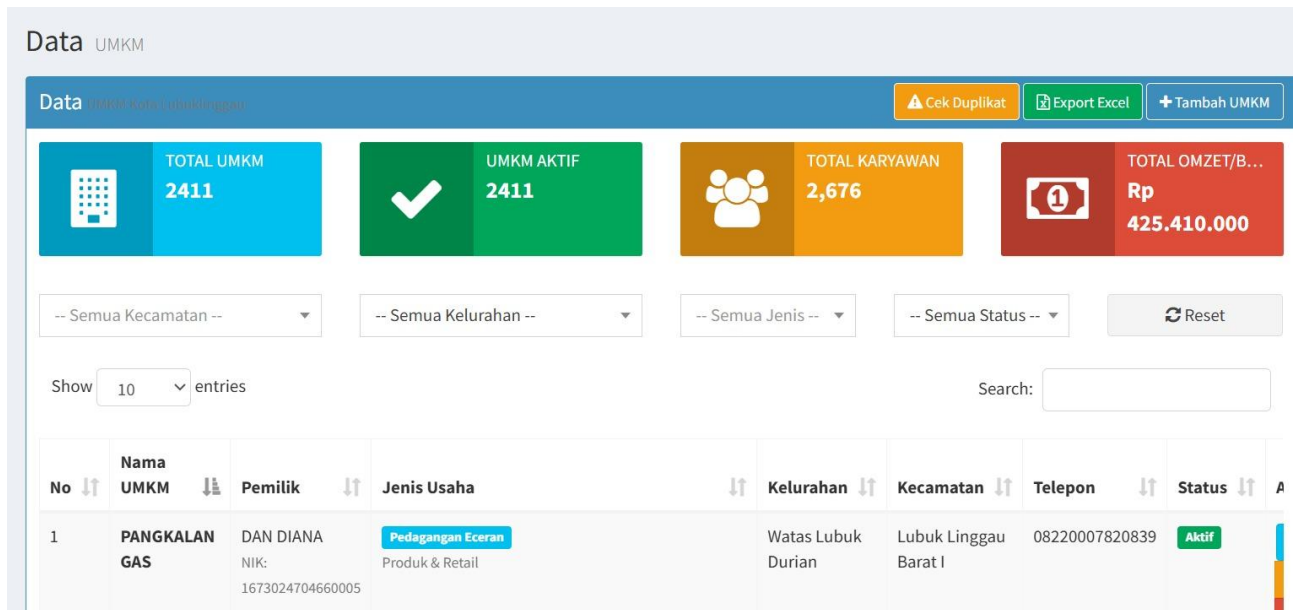 Data UMKM
Data UMKM Kota Lubuklinggau
Cek Duplikat
Export Excel
+ Tambah UMKM
TOTAL UMKM
2411
UMKM AKTIF
2411
TOTAL KARYAWAN
2,676
TOTAL OMZET/B...
Rp
425.410.000
-- Semua Kecamatan --
-- Semua Kelurahan --
-- Semua Jenis --
-- Semua Status --
Reset
Show 10 entries
Search:
No
Nama
UMKM
Pemilik
Jenis Usaha
Kelurahan
Kecamatan
Telepon
Status
A
1
PANGKALAN
GAS
DAN DIANA
NIK:
1673024704660005
Pedagangan Eceran
Produk & Retail
Watas Lubuk
Durian
Lubuk Linggau
Barat I
08220007820839
Aktif